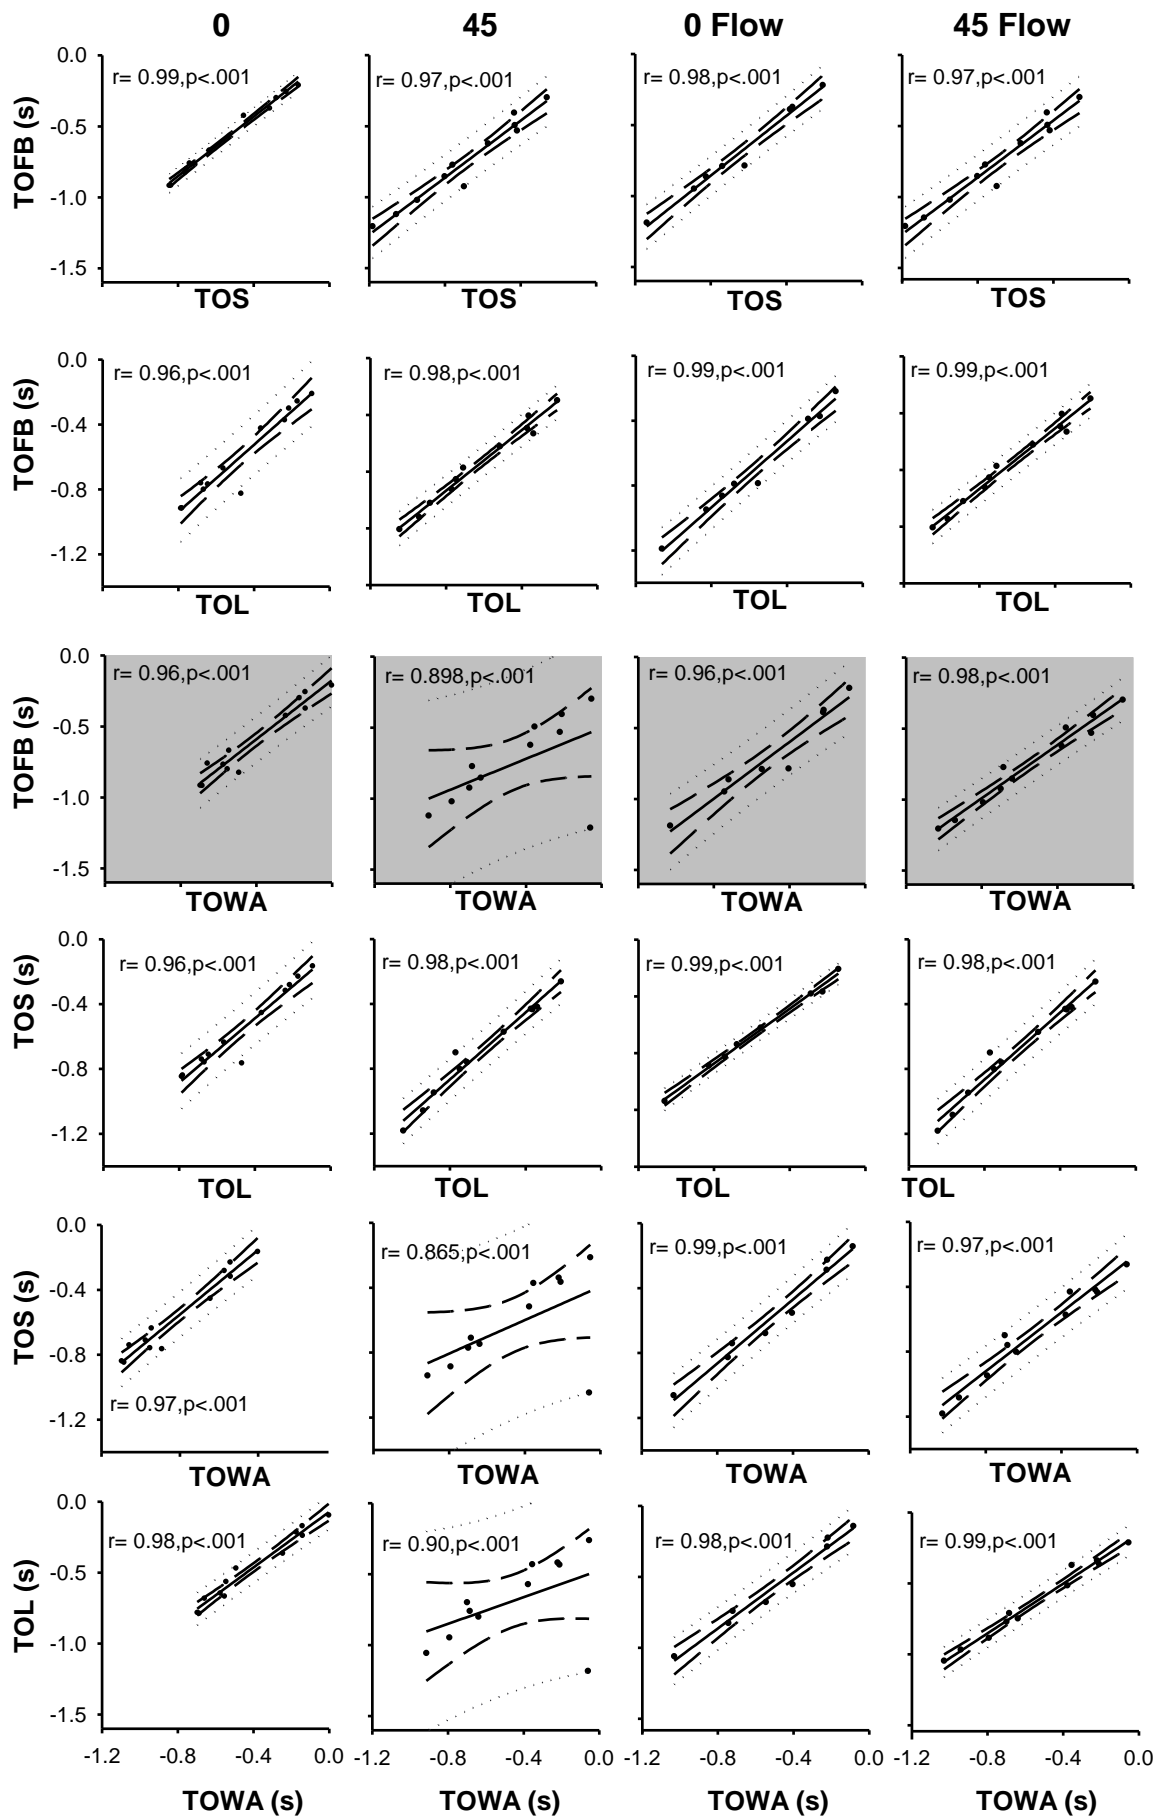 0 45 0 Flow 45 Flow
0.0
r= 0.99,p<.001 r= 0.97,p<.001 r= 0.98,p<.001 r= 0.97,p<.001
TOFB (s)
-0.5
-1.0
-1.5
TOS TOS TOS TOS
0.0
r= 0.96,p<.001 r= 0.98,p<.001 r= 0.99,p<.001 r= 0.99,p<.001
TOFB (s)
-0.4
-0.8
-1.2
TOL TOL TOL TOL
0.0
r= 0.96,p<.001 r= 0.898,p<.001 r= 0.96,p<.001 r= 0.98,p<.001
TOFB (s)
-0.5
-1.0
-1.5
TOWA TOWA TOWA TOWA
0.0
r= 0.96,p<.001 r= 0.98,p<.001 r= 0.99,p<.001 r= 0.98,p<.001
TOS (s)
-0.4
-0.8
-1.2
TOL TOL TOL TOL
0.0
r= 0.865,p<.001 r= 0.99,p<.001 r= 0.97,p<.001
TOS (s)
-0.4
-0.8
r= 0.97,p<.001
-1.2
TOWA TOWA TOWA TOWA
0.0
r= 0.98,p<.001 r= 0.90,p<.001 r= 0.98,p<.001 r= 0.99,p<.001
TOL (s)
-0.5
-1.0
-1.5
-1.2 -0.8 -0.4 0.0 -1.2 -0.8 -0.4 0.0 -1.2 -0.8 -0.4 0.0 -1.2 -0.8 -0.4 0.0
TOWA (s) TOWA (s) TOWA (s) TOWA (s)